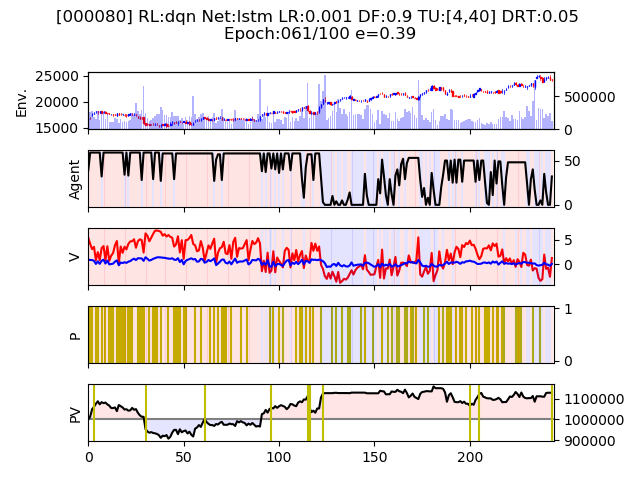 [000080] RL:dqn Net:lstm LR:0.001 DF:0.9 TU:[4,40] DRT:0.05
Epoch:061/100 e=0.39
Env.
25000
20000
15000
500000
0
Agent
50
0
V
5
0
P
1
0
PV
1100000
1000000
900000
0 50 100 150 200